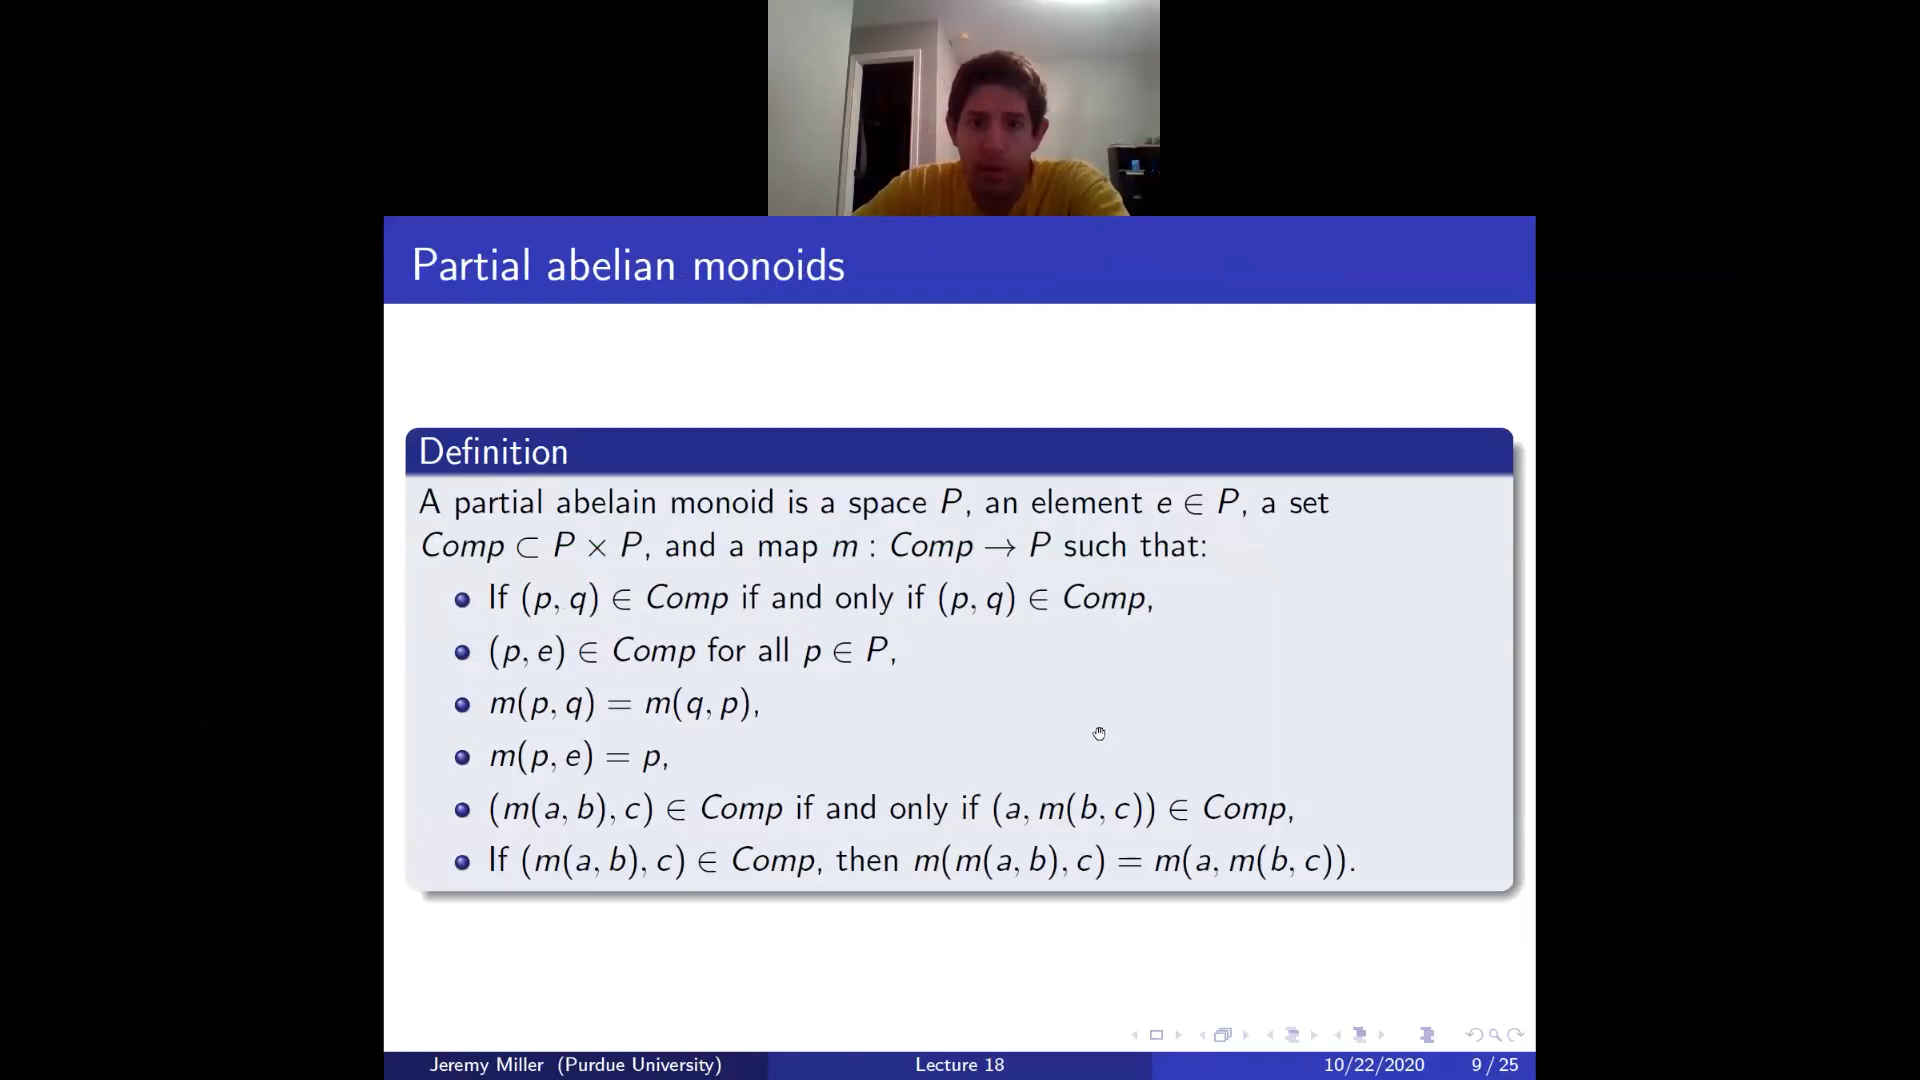 Partial abelian monoids
Definition
A partial abelain monoid is a space P, an element e ∈ P, a set
Comp ⊂ P × P, and a map m : Comp → P such that:
If (p, q) ∈ Comp if and only if (p, q) ∈ Comp,
(p, e) ∈ Comp for all p ∈ P,
m(p, q) = m(q, p),
m(p, e) = p,
(m(a, b), c) ∈ Comp if and only if (a, m(b, c)) ∈ Comp,
If (m(a, b), c) ∈ Comp, then m(m(a, b), c) = m(a, m(b, c)).
Jeremy Miller (Purdue University) Lecture 18 10/22/2020 9 / 25